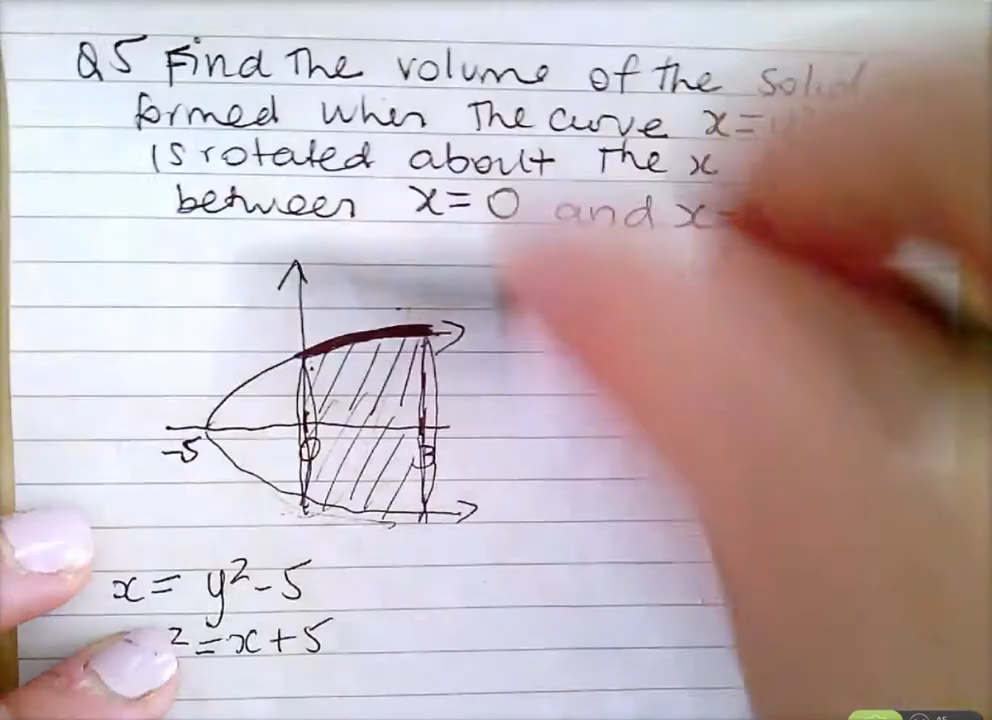 Q5 Find The volume of the solid
formed when The curve x=
is rotated about The x
between x=0 and x=
-5 0 3
x = y²-5
²=x+5